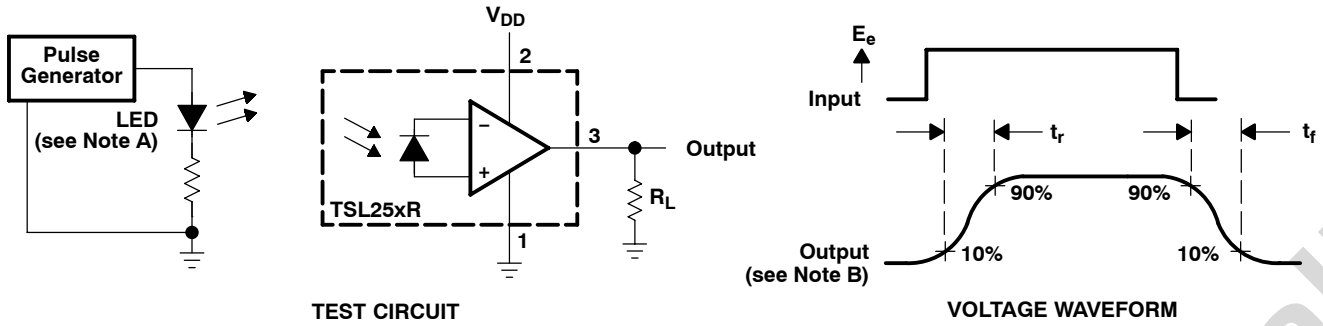 Pulse
Generator
LED
(see Note A)
VDD
2
−
+
3
Output
RL
TSL25xR
1
TEST CIRCUIT
Ee
Input
tr
tf
90%
90%
Output
(see Note B)
10%
10%
VOLTAGE WAVEFORM